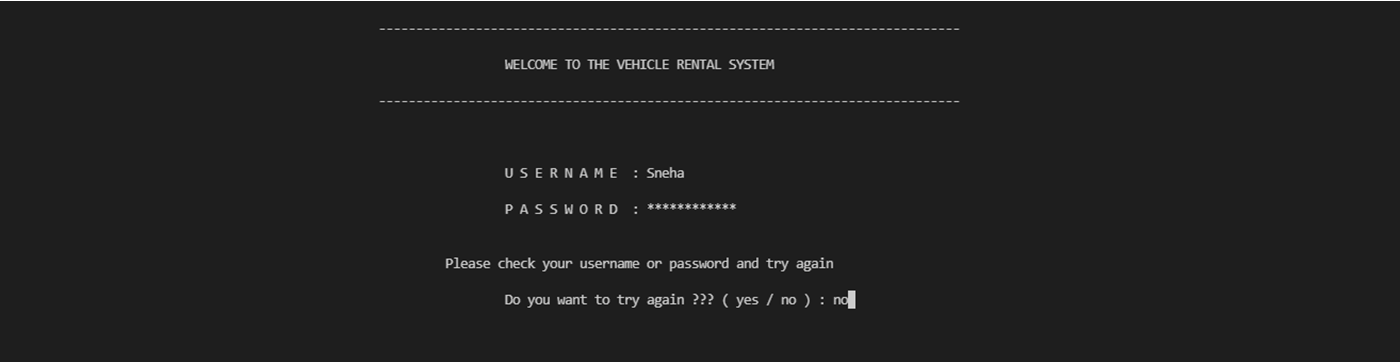 ------------------------------------------------------------------------------
WELCOME TO THE VEHICLE RENTAL SYSTEM
------------------------------------------------------------------------------
U S E R N A M E : Sneha
P A S S W O R D : ************
Please check your username or password and try again
Do you want to try again ??? ( yes / no ) : no